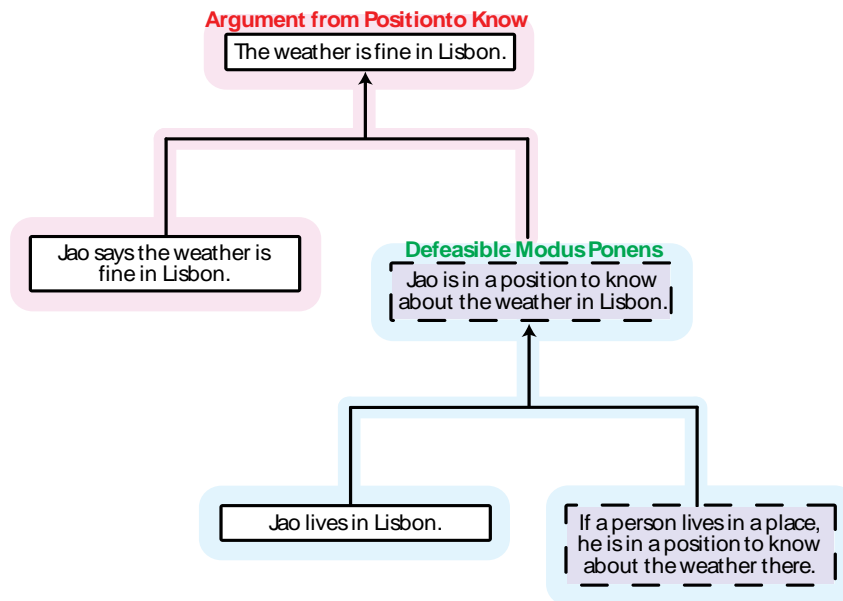 Argument from Positionto Know
The weather is fine in Lisbon.
Jao says the weather is
fine in Lisbon.
Defeasible Modus Ponens
Jao is in a position to know
about the weather in Lisbon.
Jao lives in Lisbon.
If a person lives in a place,
he is in a position to know
about the weather there.